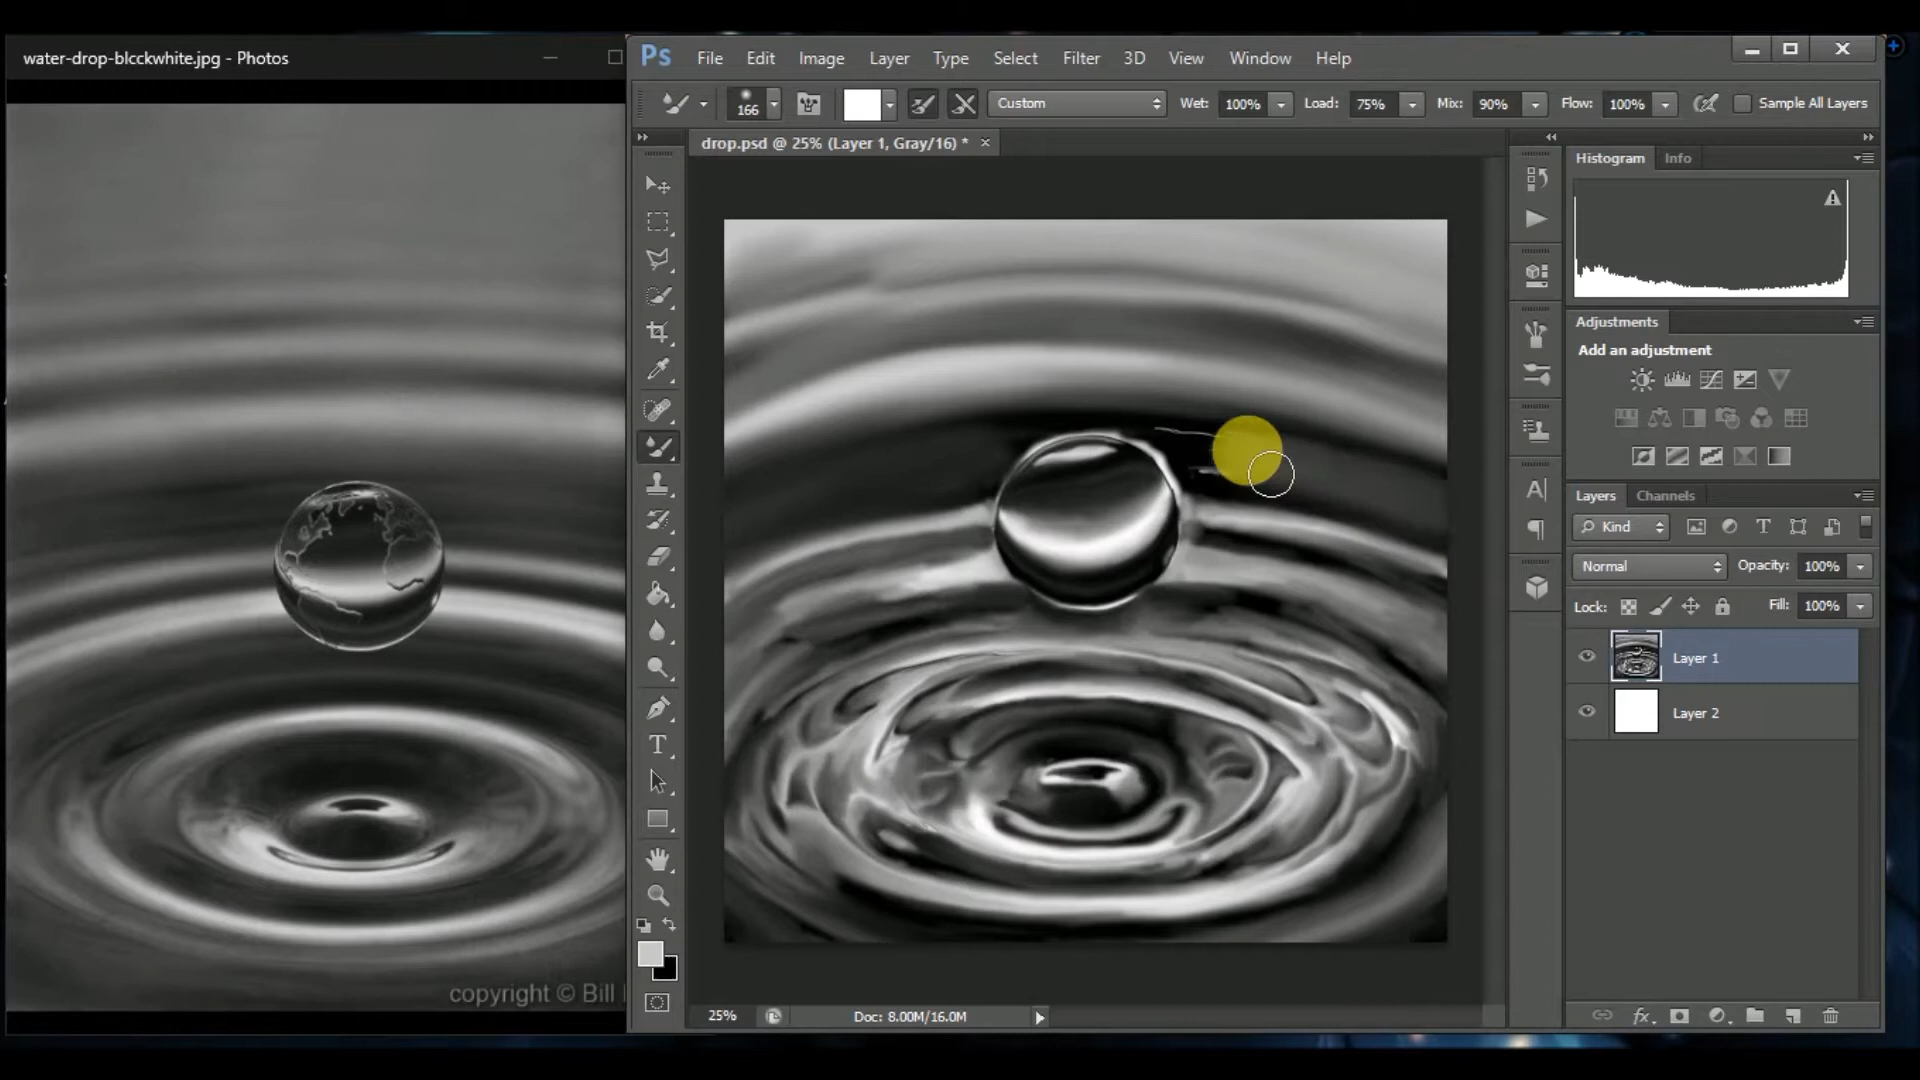 water-drop-blcckwhite.jpg - Photos
copyright © Bill
Ps File Edit Image Layer Type Select Filter 3D View Window Help
166 Custom Wet: 100% Load: 75% Mix: 90% Flow: 100% Sample All Layers
drop.psd @ 25% (Layer 1, Gray/16) *
25% Doc: 8.00M/16.0M
Histogram Info
Adjustments
Add an adjustment
Layers Channels
Kind
Normal Opacity: 100%
Lock: Fill: 100%
Layer 1
Layer 2